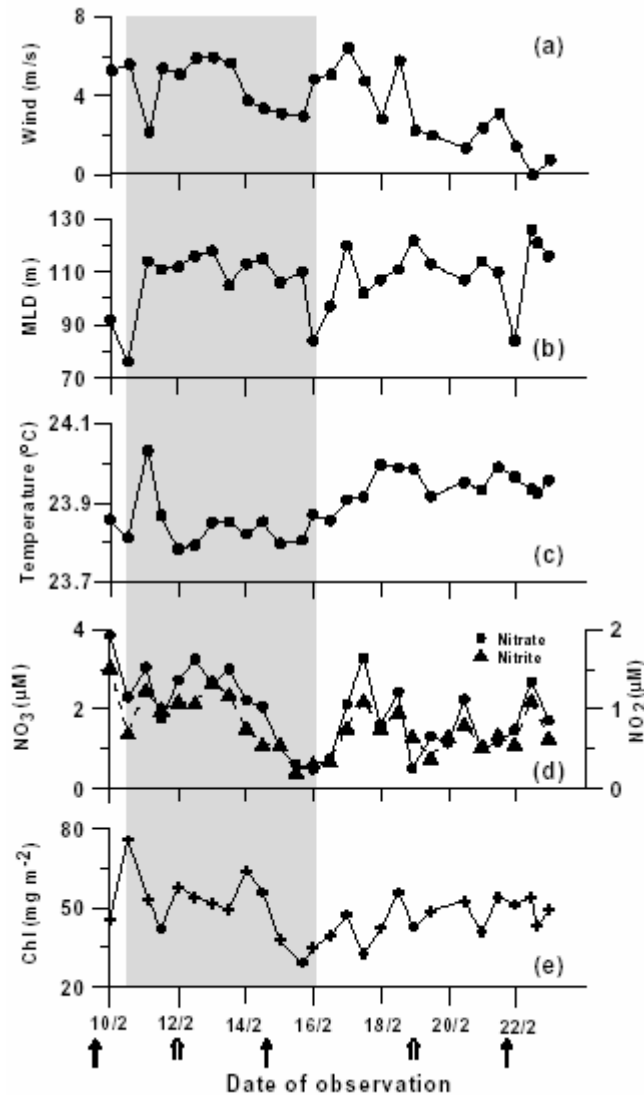 8
4
0
Wind (m/s)
(a)
130
110
90
70
MLD (m)
(b)
24.1
23.9
23.7
Temperature (ºC)
(c)
4
2
0
NO3 (µM)
Nitrate
Nitrite
2
1
0
NO2(µM)
(d)
80
50
20
Chl (mg m-2)
(e)
10/2 12/2 14/2 16/2 18/2 20/2 22/2
Date of observation